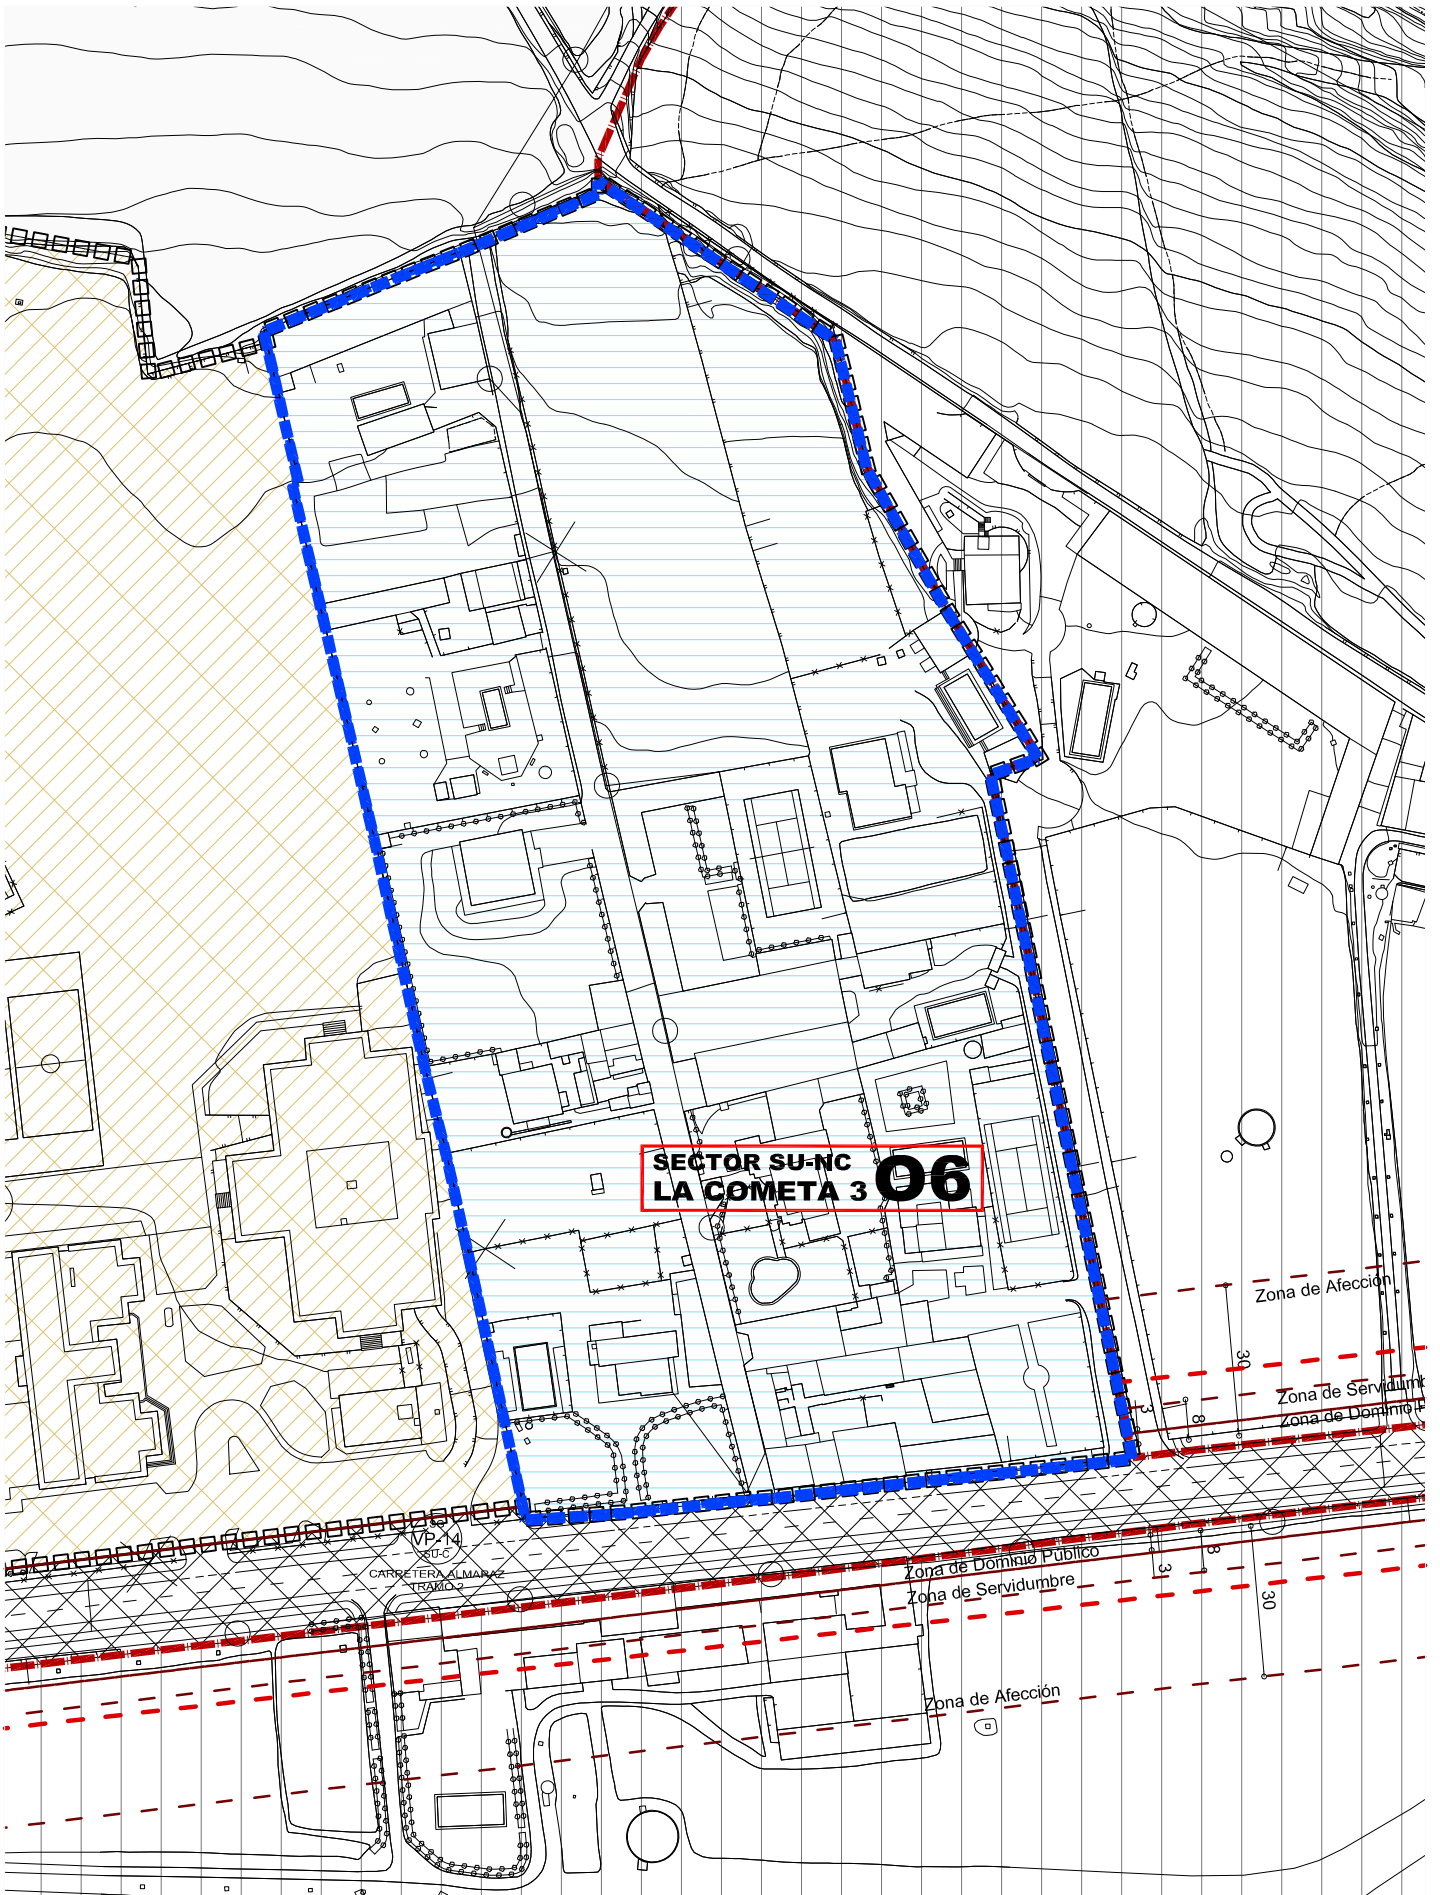 SECTOR SU-NC
LA COMETA 3 06
Zona de Afección
30
Zona de Servidumb
3
8
Zona de Dominio
VP-14
SU-C
CARRETERA ALMARAZ
TRAMO 2
Zona de Dominio Público
Zona de Servidumbre
3
8
30
Zona de Afección